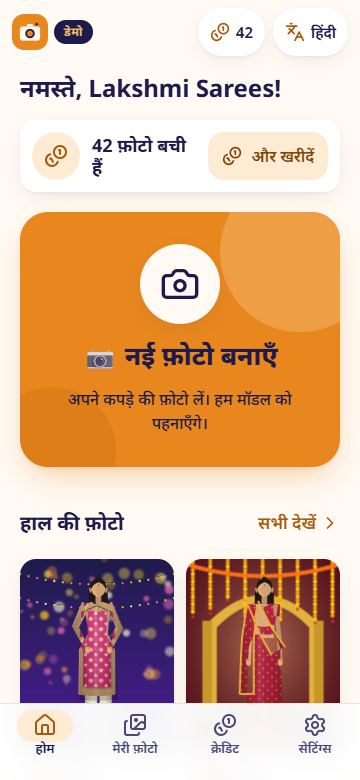 डेमो
42
हिंदी
नमस्ते, Lakshmi Sarees!
42 फ़ोटो बची
हैं
और खरीदें
📷 नई फ़ोटो बनाएँ
अपने कपड़े की फ़ोटो लें। हम मॉडल को
पहनाएँगे।
हाल की फ़ोटो
सभी देखें
होम
मेरी फ़ोटो
क्रेडिट
सेटिंग्स